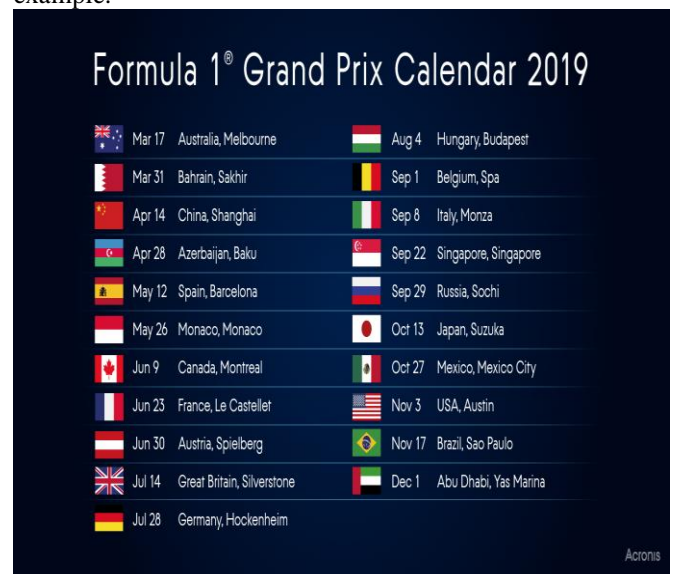 example:
Formula 1® Grand Prix Calendar 2019
Mar 17 Australia, Melbourne
Mar 31 Bahrain, Sakhir
Apr 14 China, Shanghai
Apr 28 Azerbaijan, Baku
May 12 Spain, Barcelona
May 26 Monaco, Monaco
Jun 9 Canada, Montreal
Jun 23 France, Le Castellet
Jun 30 Austria, Spielberg
Jul 14 Great Britain, Silverstone
Jul 28 Germany, Hockenheim
Aug 4 Hungary, Budapest
Sep 1 Belgium, Spa
Sep 8 Italy, Monza
Sep 22 Singapore, Singapore
Sep 29 Russia, Sochi
Oct 13 Japan, Suzuka
Oct 27 Mexico, Mexico City
Nov 3 USA, Austin
Nov 17 Brazil, Sao Paulo
Dec 1 Abu Dhabi, Yas Marina
Acronis